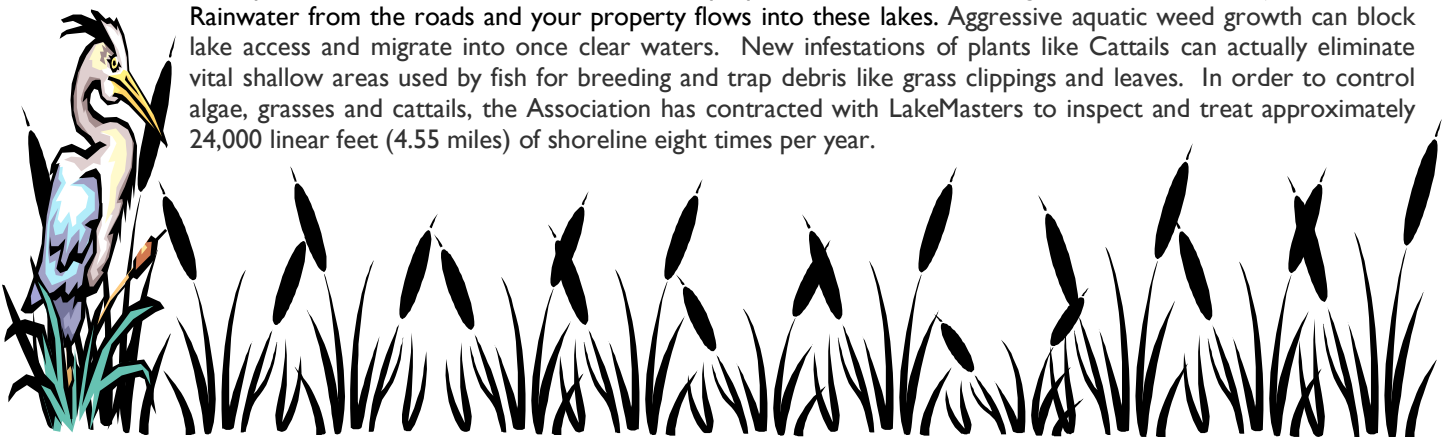 Rainwater from the roads and your property flows into these lakes. Aggressive aquatic weed growth can block
lake access and migrate into once clear waters. New infestations of plants like Cattails can actually eliminate
vital shallow areas used by fish for breeding and trap debris like grass clippings and leaves. In order to control
algae, grasses and cattails, the Association has contracted with LakeMasters to inspect and treat approximately
24,000 linear feet (4.55 miles) of shoreline eight times per year.